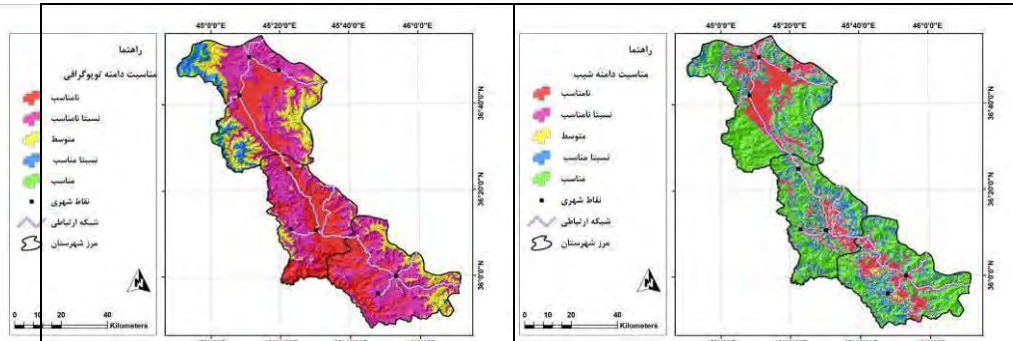 راهنما
مناسبت دامنه توپوگرافی
نامناسب
نسبتا نامناسب
متوسط
نسبتا مناسب
مناسب
نقاط شهری
شبکه ارتباطی
مرز شهرستان
N
0 10 20 40
Kilometers
45°0'0"E 45°20'0"E 45°40'0"E 46°0'0"E
36°40'0"N
36°20'0"N
36°0'0"N
راهنما
مناسبت دامنه شیب
نامناسب
نسبتا نامناسب
متوسط
نسبتا مناسب
مناسب
نقاط شهری
شبکه ارتباطی
مرز شهرستان
N
0 10 20 40
Kilometers
45°0'0"E 45°20'0"E 45°40'0"E 46°0'0"E
36°40'0"N
36°20'0"N
36°0'0"N